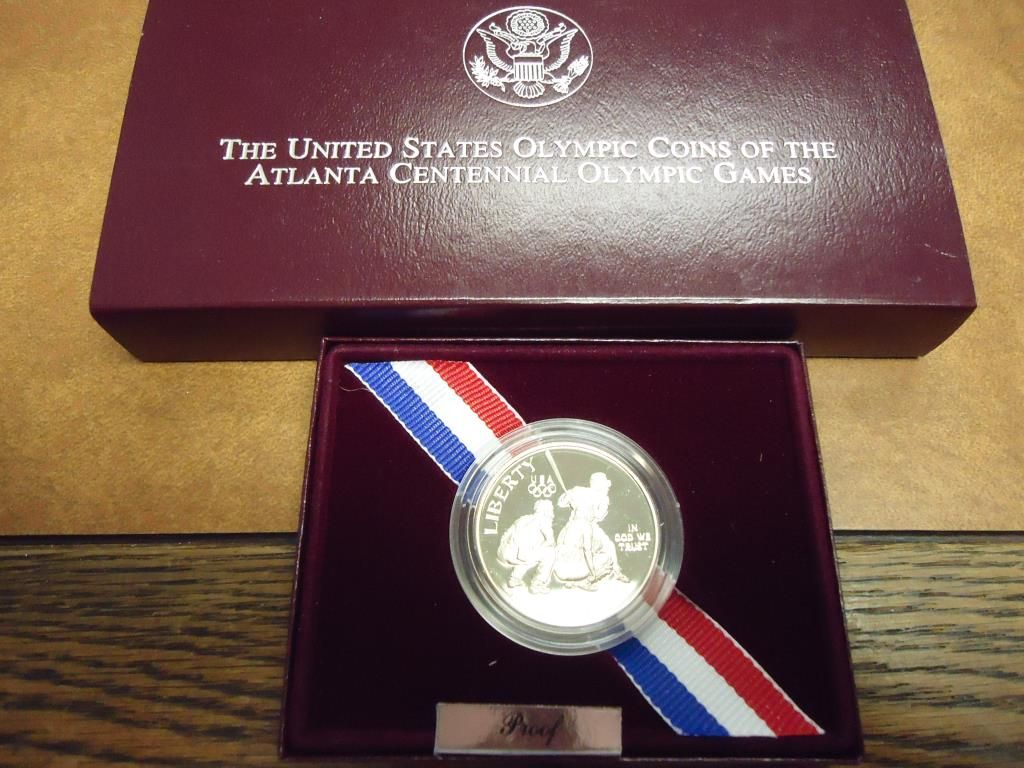 THE UNITED STATES OLYMPIC COINS OF THE
ATLANTA CENTENNIAL OLYMPIC GAMES
LIBERTY
USA
IN
GOD WE
TRUST
Proof